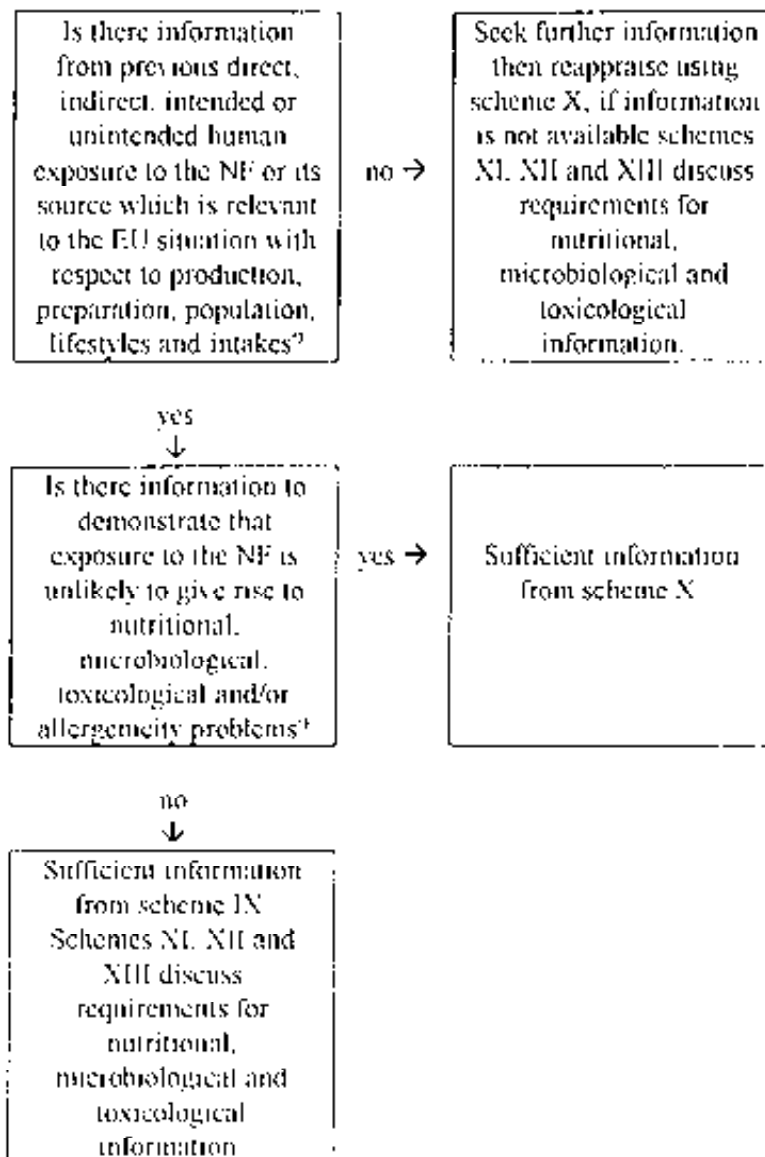 Is there information
from previous direct,
indirect, intended or
unintended human
exposure to the NF or its
source which is relevant
to the EU situation with
respect to production,
preparation, population,
lifestyles and intakes?
no →
Seek further information
then reappraise using
scheme X, if information
is not available schemes
XI, XII and XIII discuss
requirements for
nutritional,
microbiological and
toxicological
information.
yes
↓
Is there information to
demonstrate that
exposure to the NF is
unlikely to give rise to
nutritional,
microbiological,
toxicological and/or
allergenicity problems?
yes →
Sufficient information
from scheme X
no
↓
Sufficient information
from scheme IX
Schemes XI, XII and
XIII discuss
requirements for
nutritional,
microbiological and
toxicological
information